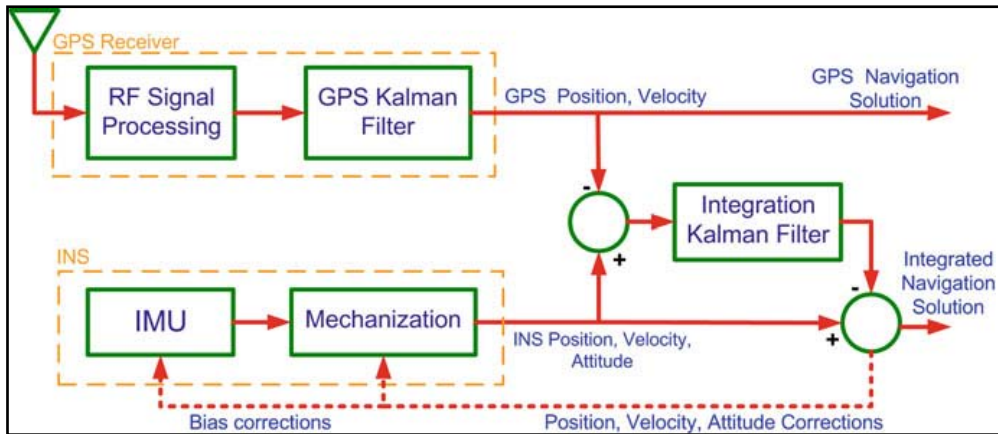 GPS Receiver
RF Signal
Processing
GPS Kalman
Filter
GPS Position, Velocity
GPS Navigation
Solution
-
+
Integration
Kalman Filter
-
+
Integrated
Navigation
Solution
INS
IMU
Mechanization
INS Position, Velocity,
Attitude
Bias corrections
Position, Velocity, Attitude Corrections